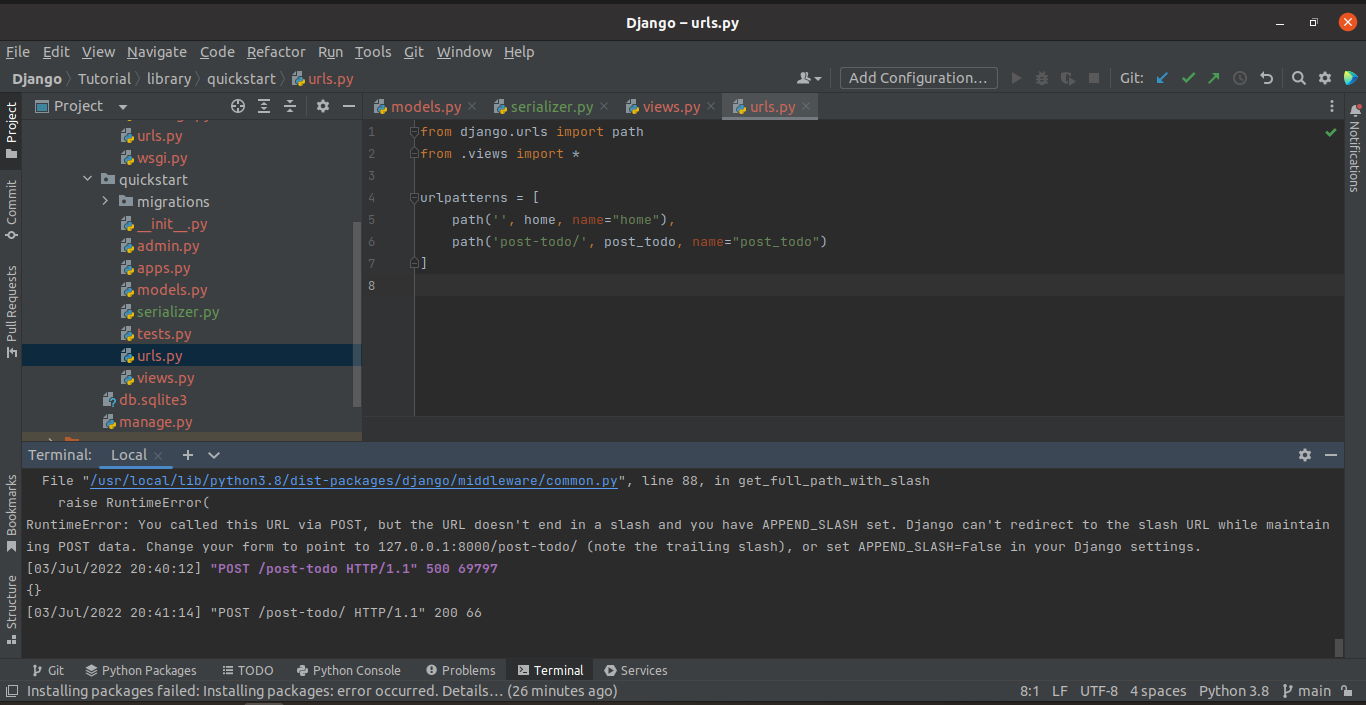 Django – urls.py
File Edit View Navigate Code Refactor Run Tools Git Window Help
Django Tutorial library quickstart urls.py Add Configuration... Git:
Project
models.py serializer.py views.py urls.py
urls.py
wsgi.py
quickstart
migrations
__init__.py
admin.py
apps.py
models.py
serializer.py
tests.py
urls.py
views.py
db.sqlite3
manage.py
1 from django.urls import path
2 from .views import *
3
4 urlpatterns = [
5 path('', home, name="home"),
6 path('post-todo/', post_todo, name="post_todo")
7 ]
8
Project
Commit
Pull Requests
Bookmarks
Structure
Notifications
Terminal: Local
File "/usr/local/lib/python3.8/dist-packages/django/middleware/common.py", line 88, in get_full_path_with_slash
raise RuntimeError(
RuntimeError: You called this URL via POST, but the URL doesn't end in a slash and you have APPEND_SLASH set. Django can't redirect to the slash URL while maintain
ing POST data. Change your form to point to 127.0.0.1:8000/post-todo/ (note the trailing slash), or set APPEND_SLASH=False in your Django settings.
[03/Jul/2022 20:40:12] "POST /post-todo HTTP/1.1" 500 69797
{}
[03/Jul/2022 20:41:14] "POST /post-todo/ HTTP/1.1" 200 66
Git Python Packages TODO Python Console Problems Terminal Services
Installing packages failed: Installing packages: error occurred. Details... (26 minutes ago) 8:1 LF UTF-8 4 spaces Python 3.8 main